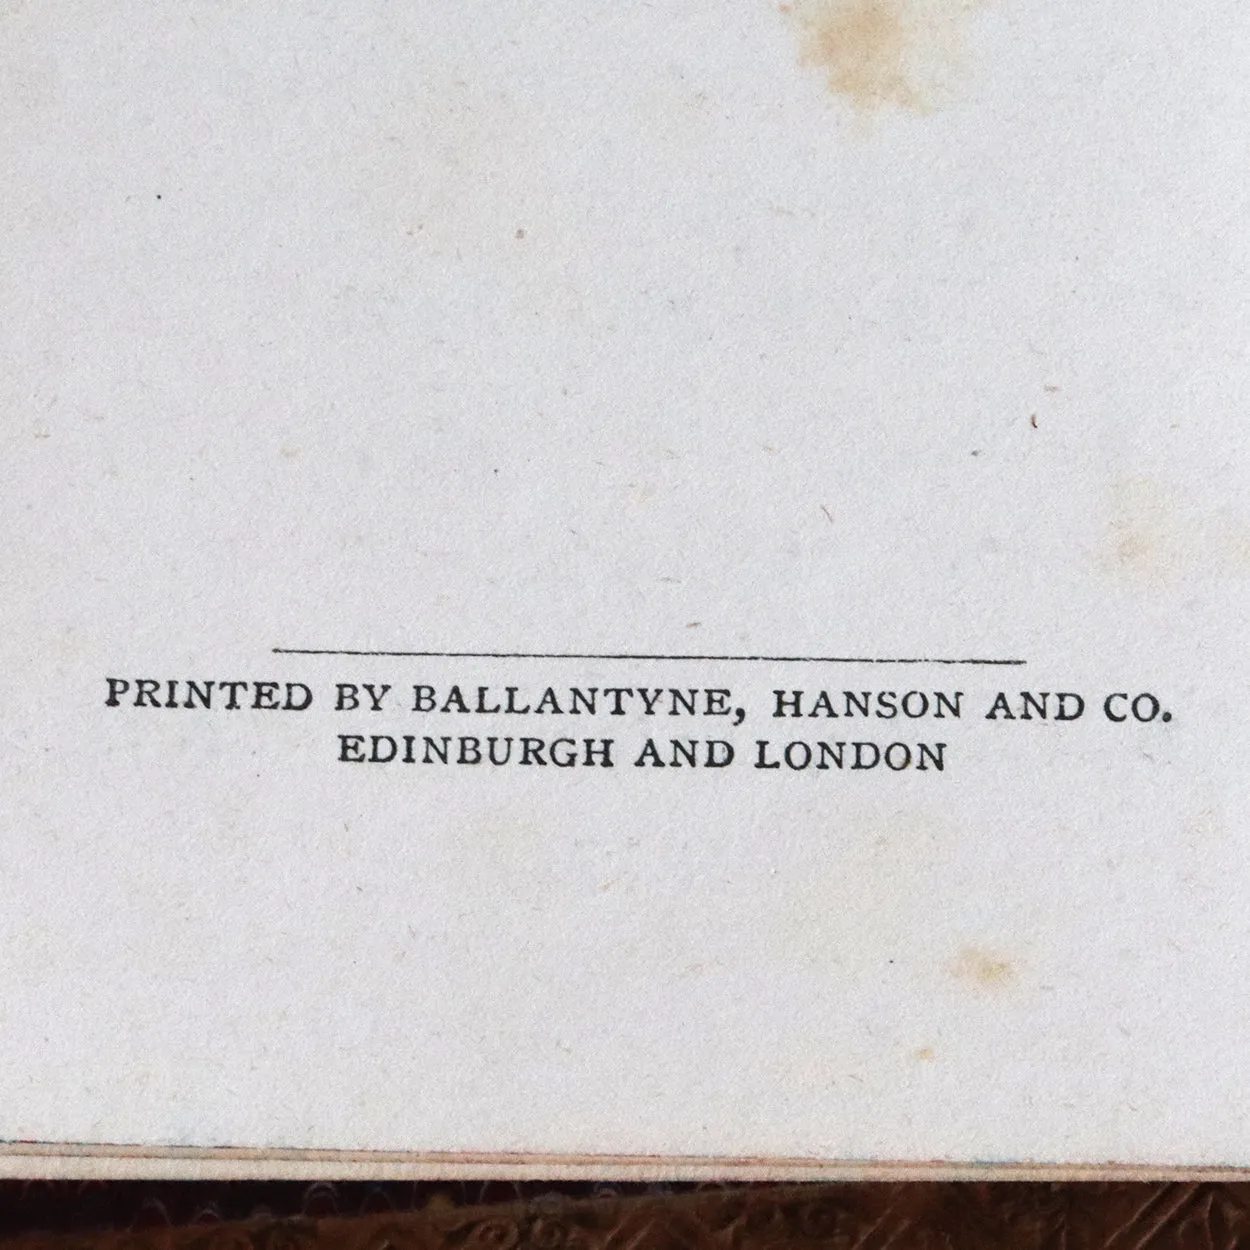 PRINTED BY BALLANTYNE, HANSON AND CO.
EDINBURGH AND LONDON